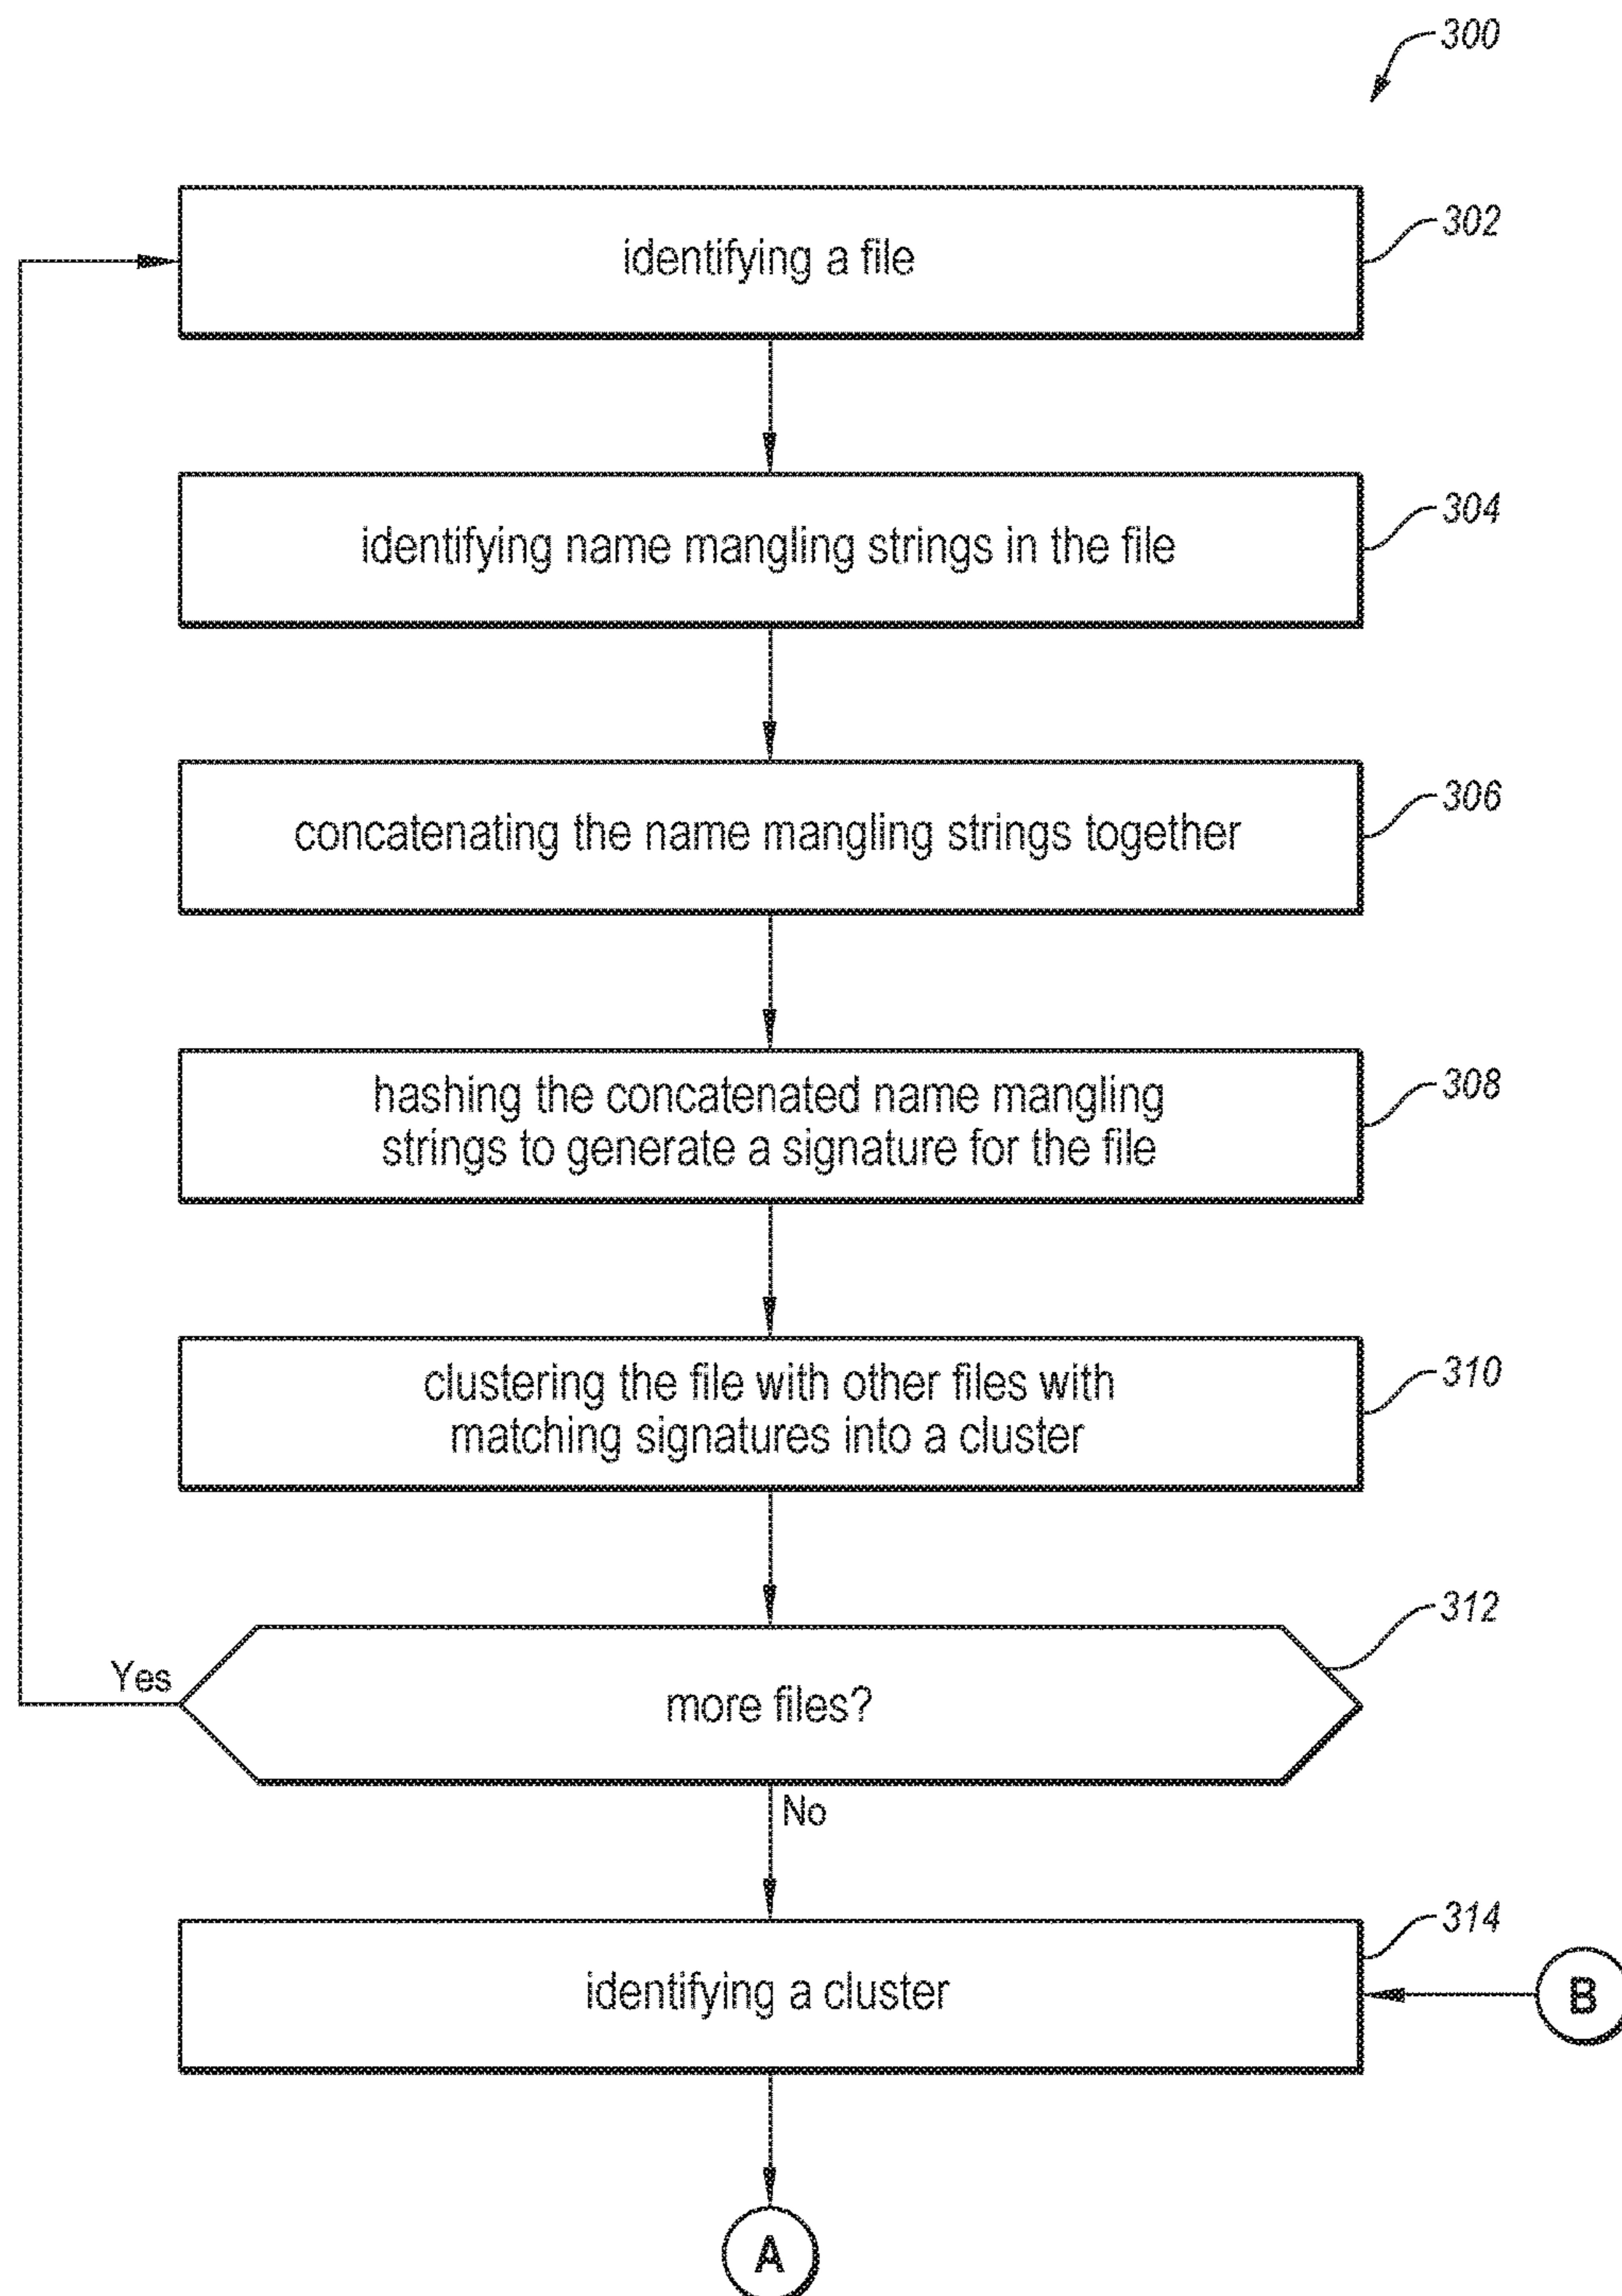 300
identifying a file
302
identifying name mangling strings in the file
304
concatenating the name mangling strings together
306
hashing the concatenated name mangling
strings to generate a signature for the file
308
clustering the file with other files with
matching signatures into a cluster
310
more files?
312
Yes
No
identifying a cluster
314
B
A